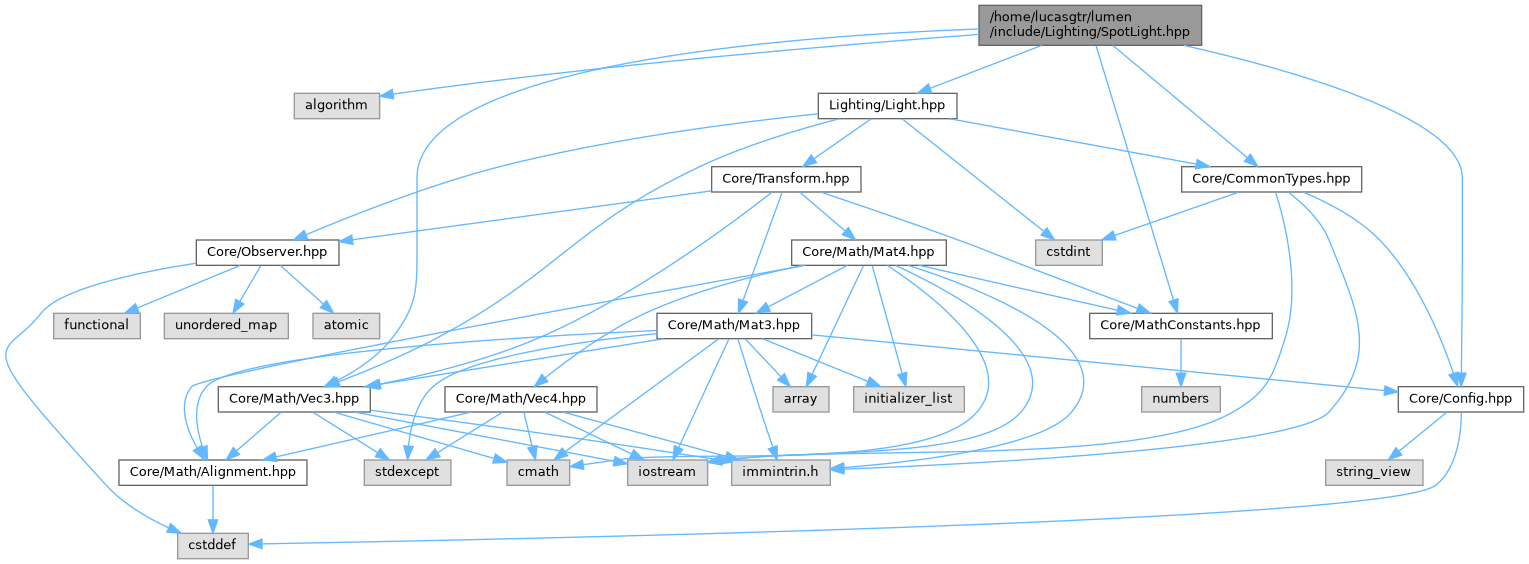 /home/lucasgtr/lumen
/include/Lighting/SpotLight.hpp
algorithm
Lighting/Light.hpp
Core/Transform.hpp
Core/CommonTypes.hpp
Core/Observer.hpp
Core/Math/Mat4.hpp
cstdint
functional
unordered_map
atomic
Core/Math/Mat3.hpp
Core/MathConstants.hpp
Core/Math/Vec3.hpp
Core/Math/Vec4.hpp
array
initializer_list
numbers
Core/Config.hpp
Core/Math/Alignment.hpp
stdexcept
cmath
iostream
immintrin.h
string_view
cstddef